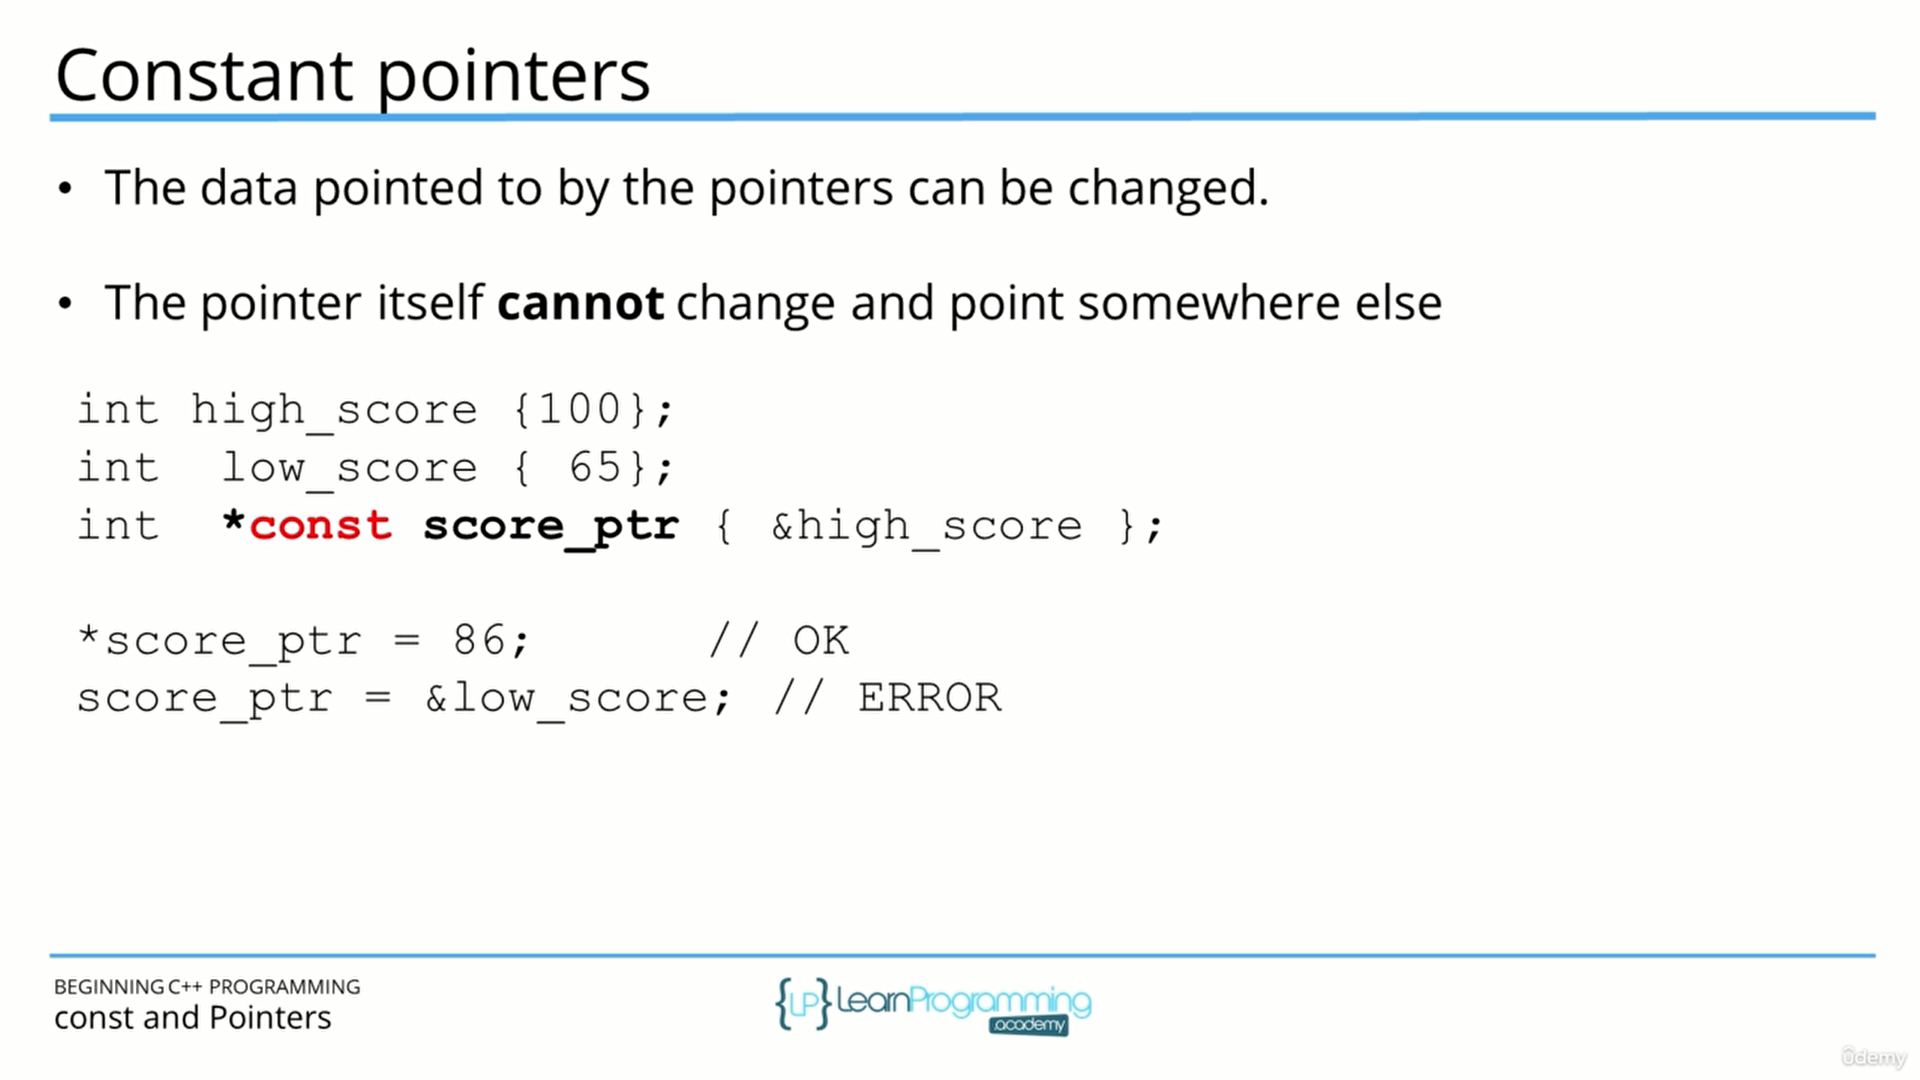 Constant pointers
• The data pointed to by the pointers can be changed.
• The pointer itself cannot change and point somewhere else
int high_score {100};
int  low_score { 65};
int  *const score_ptr { &high_score };
*score_ptr = 86;      // OK
score_ptr = &low_score; // ERROR
BEGINNING C++ PROGRAMMING
const and Pointers
{LP} LearnProgramming
.academy
ûdemy